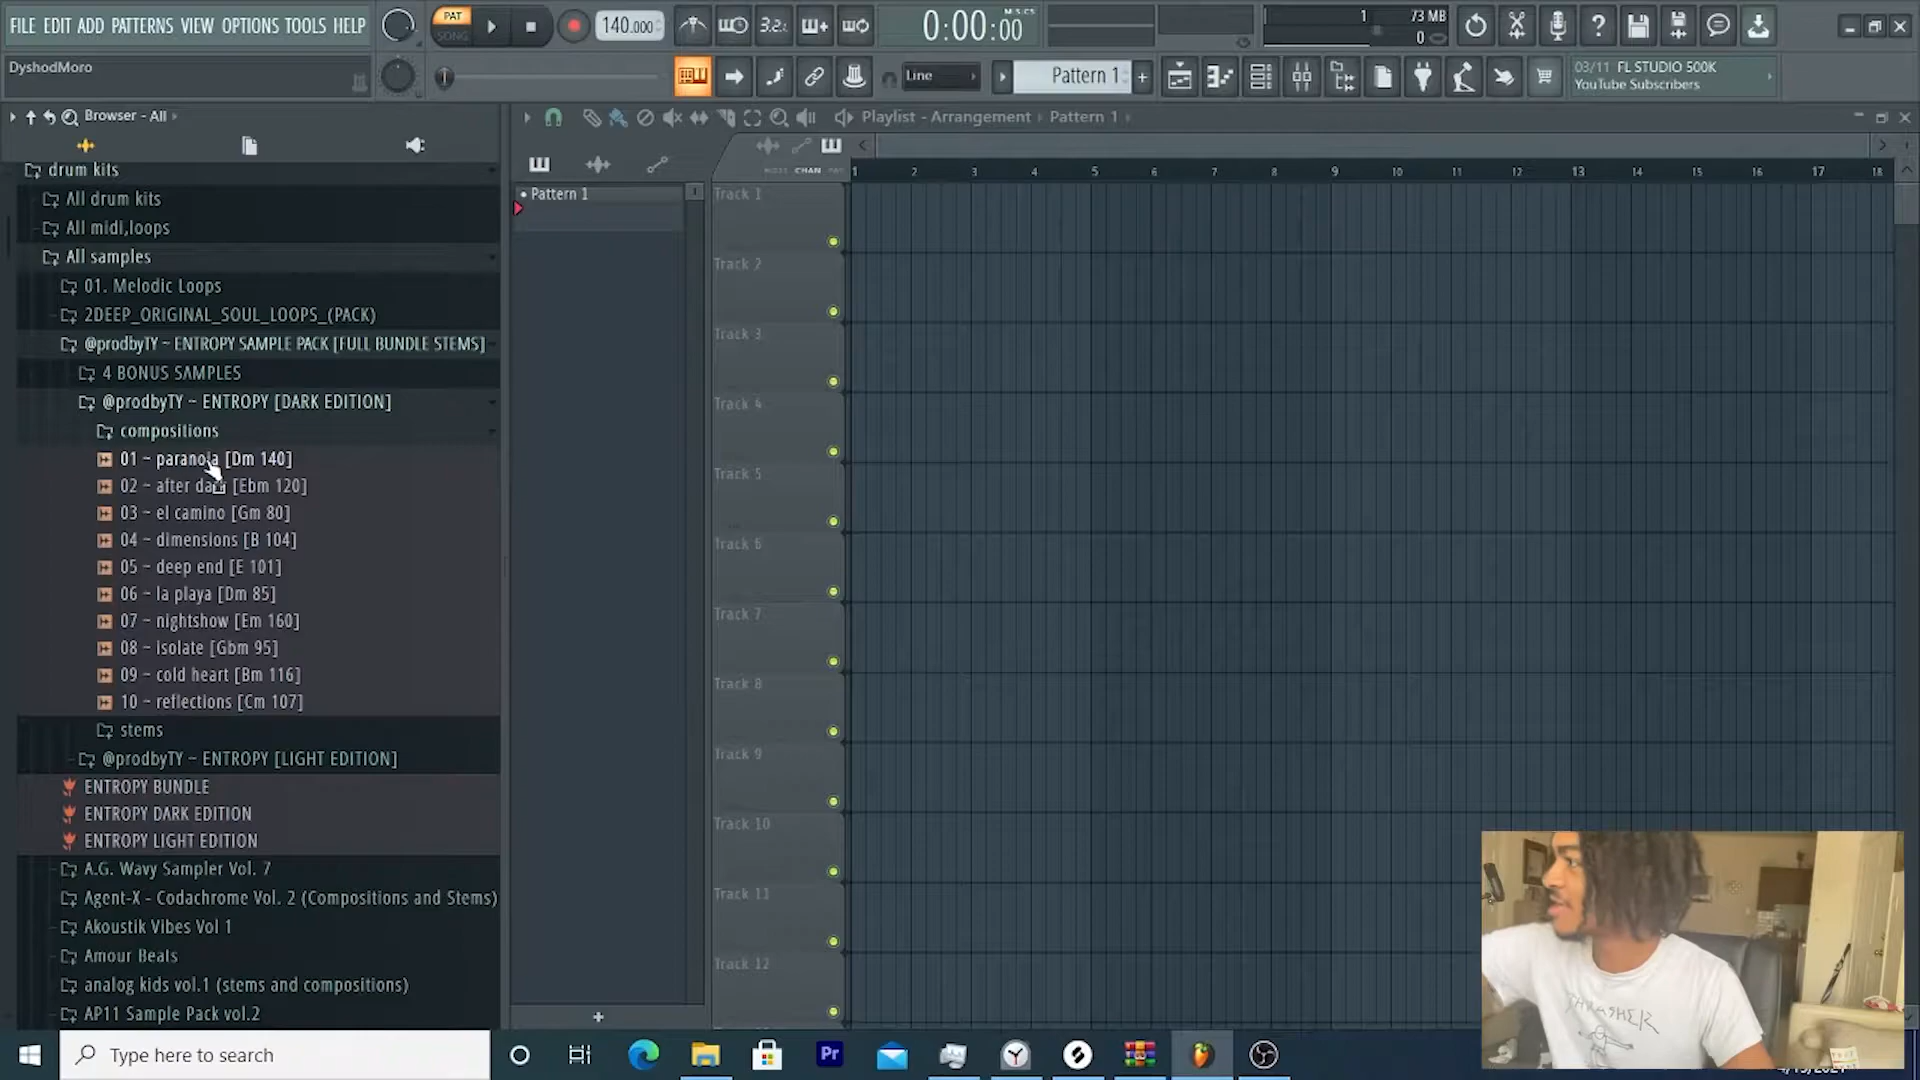 FILE EDIT ADD PATTERNS VIEW OPTIONS TOOLS HELP
PAT
SONG
140.000
3.2.
0:00:00
M:S:CS
1
73 MB
0
DyshodMoro
Line
Pattern 1
03/11 FL STUDIO 500K
YouTube Subscribers
Browser - All
Playlist - Arrangement
Pattern 1
CHAN
1 2 3 4 5 6 7 8 9 10 11 12 13 14 15 16 17 18
Pattern 1
drum kits
All drum kits
All midi,loops
All samples
01. Melodic Loops
2DEEP_ORIGINAL_SOUL_LOOPS_(PACK)
@prodbyTY ~ ENTROPY SAMPLE PACK [FULL BUNDLE STEMS]
4 BONUS SAMPLES
@prodbyTY ~ ENTROPY [DARK EDITION]
compositions
01 ~ paranoia [Dm 140]
02 ~ after dark [Ebm 120]
03 ~ el camino [Gm 80]
04 ~ dimensions [B 104]
05 ~ deep end [E 101]
06 ~ la playa [Dm 85]
07 ~ nightshow [Em 160]
08 ~ isolate [Gbm 95]
09 ~ cold heart [Bm 116]
10 ~ reflections [Cm 107]
stems
@prodbyTY ~ ENTROPY [LIGHT EDITION]
ENTROPY BUNDLE
ENTROPY DARK EDITION
ENTROPY LIGHT EDITION
A.G. Wavy Sampler Vol. 7
Agent-X - Codachrome Vol. 2 (Compositions and Stems)
Akoustik Vibes Vol 1
Amour Beats
analog kids vol.1 (stems and compositions)
AP11 Sample Pack vol.2
Track 1
Track 2
Track 3
Track 4
Track 5
Track 6
Track 7
Track 8
Track 9
Track 10
Track 11
Track 12
THRASHER
Type here to search
Pr